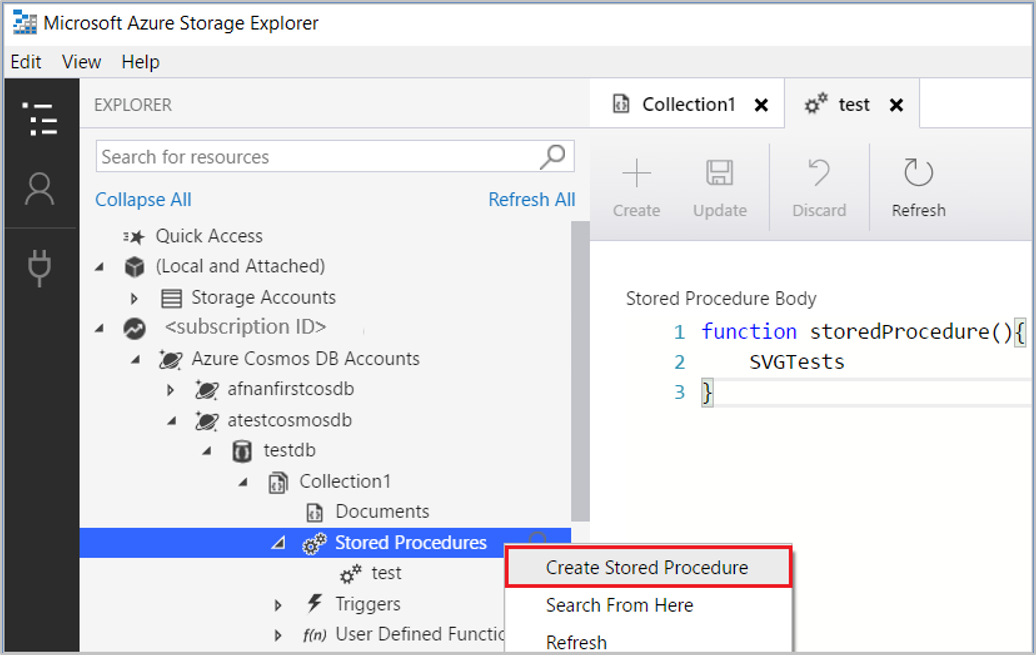 Microsoft Azure Storage Explorer
Edit View Help
EXPLORER
Search for resources
Collapse All Refresh All
Quick Access
(Local and Attached)
Storage Accounts
<subscription ID>
Azure Cosmos DB Accounts
afnanfirstcosdb
atestcosmosdb
testdb
Collection1
Documents
Stored Procedures
test
Triggers
f(n) User Defined Functio
Create Stored Procedure
Search From Here
Refresh
Collection1 test
Create Update Discard Refresh
Stored Procedure Body
1 function storedProcedure(){
2 SVGTests
3 }